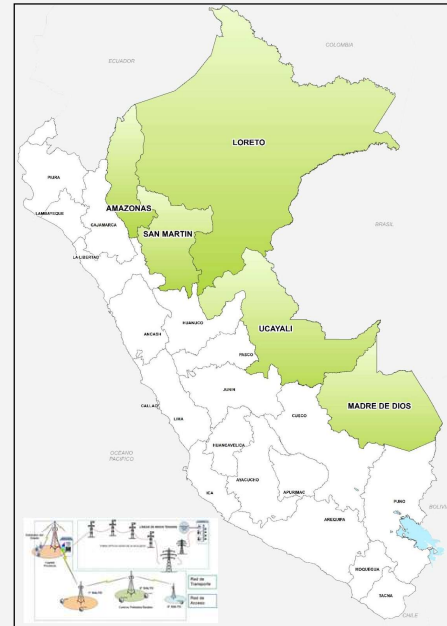 COLOMBIA
ECUADOR
LORETO
PIURA
AMAZONAS
LAMBAYEQUE
CAJAMARCA
SAN MARTIN
BRASIL
LA LIBERTAD
HUANUCO
UCAYALI
ANCASH
PASCO
JUNIN
MADRE DE DIOS
CALLAO
LIMA
CUSCO
HUANCAVELICA
OCEANO
PACIFICO
AYACUCHO
ICA
APURIMAC
PUNO
AREQUIPA
BOLIVI
MOQUEGUA
TACNA
CHILE
Red de
Transporte
Red de
Acceso